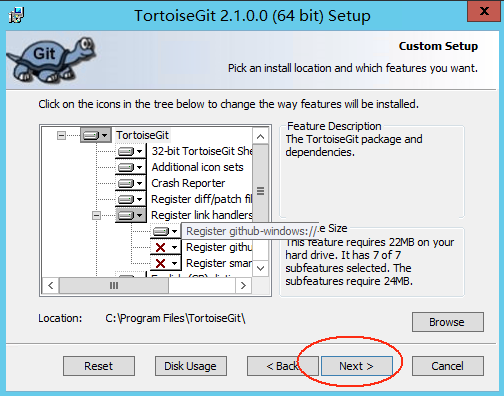 TortoiseGit 2.1.0.0 (64 bit) Setup
Git
Custom Setup
Pick an install location and which features you want.
Click on the icons in the tree below to change the way features will be installed.
TortoiseGit
32-bit TortoiseGit She
Additional icon sets
Crash Reporter
Register diff/patch fil
Register link handlers
Register github-windows://
Register githu
Register smar
Feature Description
The TortoiseGit package and
dependencies.
Size
This feature requires 22MB on your
hard drive. It has 7 of 7
subfeatures selected. The
subfeatures require 24MB.
Location: C:\Program Files\TortoiseGit\
Browse
Reset Disk Usage < Back Next > Cancel